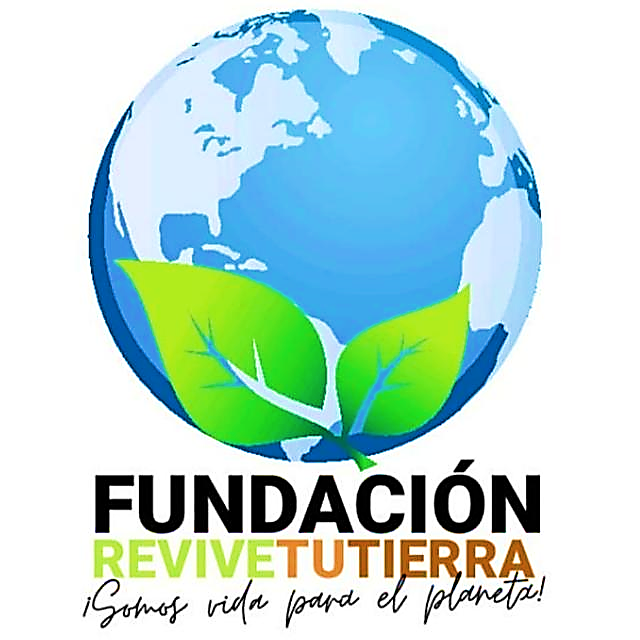 FUNDACIÓN
REVIVETUTIERRA
¡Somos vida para el planeta!